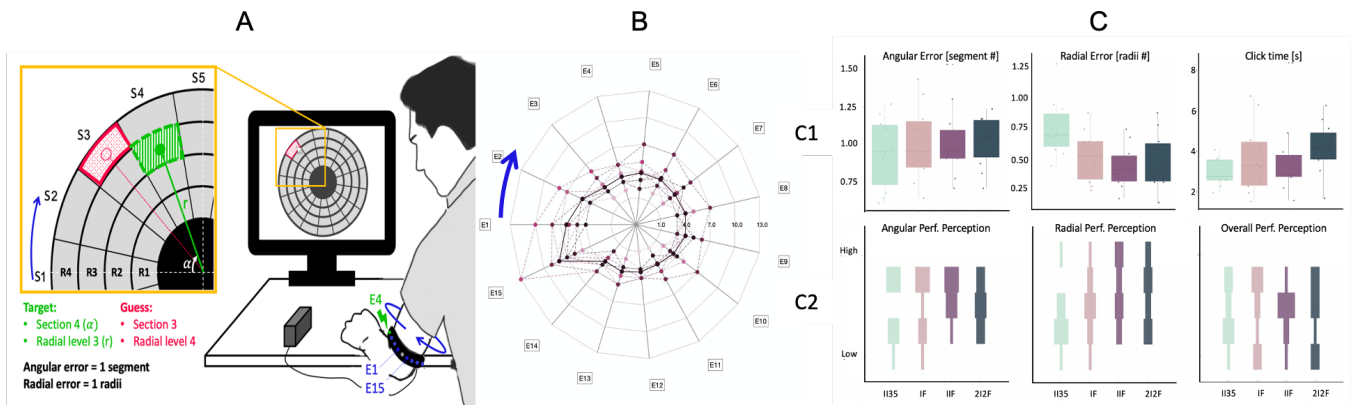 A
B
C
S5
S4
S3
S2
S1
R4
R3
R2
R1
r
α
Target:
• Section 4 (α)
• Radial level 3 (r)
Guess:
• Section 3
• Radial level 4
Angular error = 1 segment
Radial error = 1 radii
E4
E1
E15
E5
E4
E6
E3
E7
E2
E8
E1
1.0
7.0
10.0
13.0
E9
E15
E10
E14
E11
E13
E12
C1
Angular Error [segment #]
1.50
1.25
1.00
0.75
Radial Error [radii #]
1.25
1.00
0.75
0.50
0.25
Click time [s]
8
6
4
2
C2
Angular Perf. Perception
Radial Perf. Perception
Overall Perf. Perception
High
Low
II35 IF IIF 2I2F
II35 IF IIF 2I2F
II35 IF IIF 2I2F